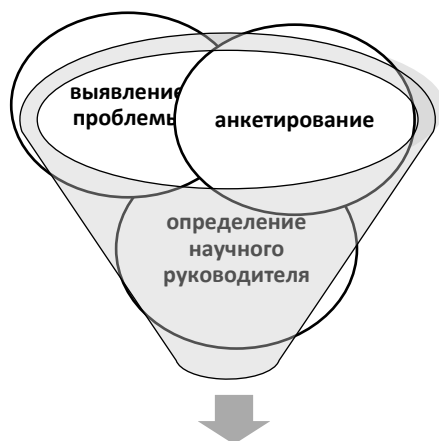 выявление
проблемы
анкетирование
определение
научного
руководителя